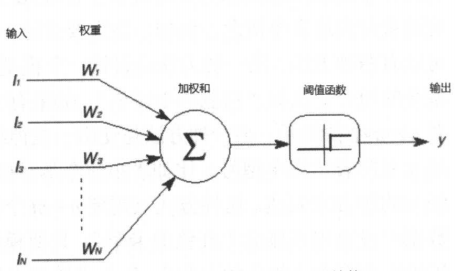 输入 权重
加权和 阈值函数 输出
I₁ W₁
I₂ W₂
Σ y
I₃ W₃
Iₙ Wₙ